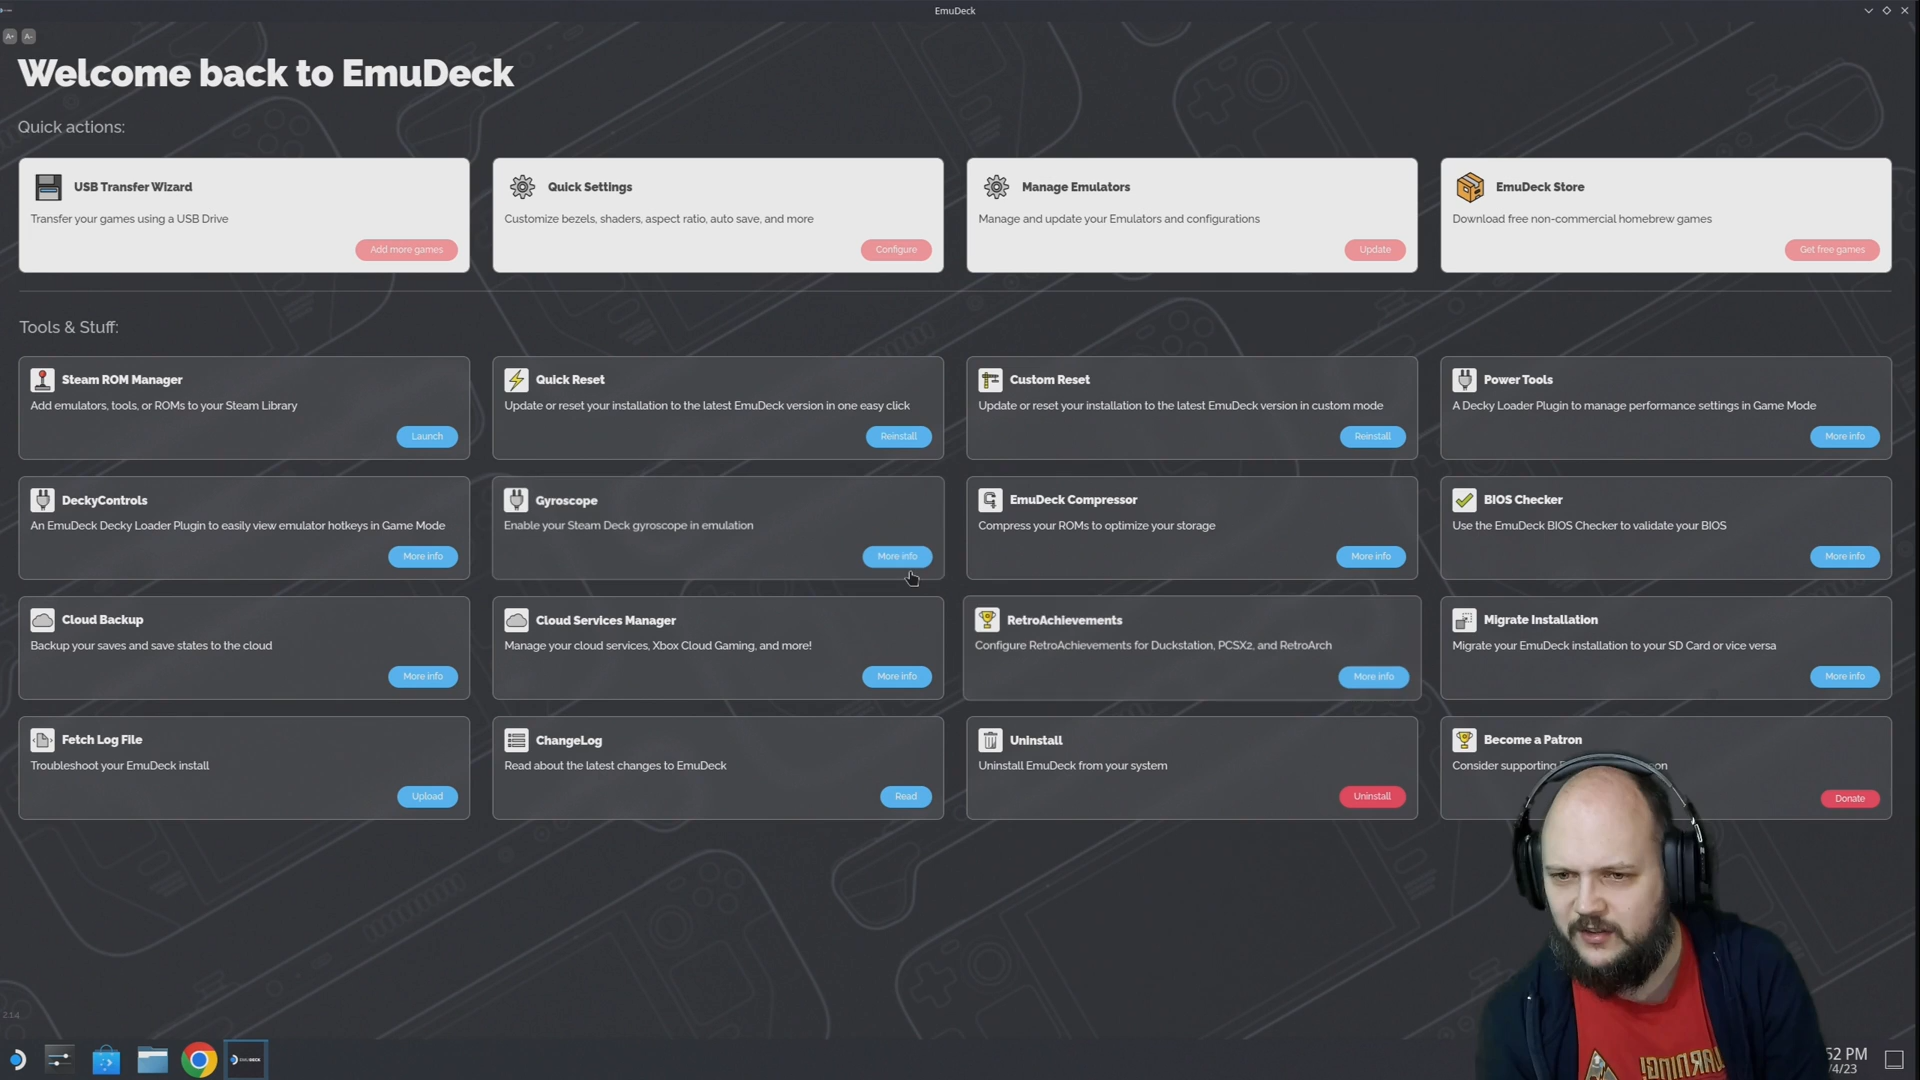 EmuDeck
A+ A-
Welcome back to EmuDeck
Quick actions:
USB Transfer Wizard
Transfer your games using a USB Drive
Add more games
Quick Settings
Customize bezels, shaders, aspect ratio, auto save, and more
Configure
Manage Emulators
Manage and update your Emulators and configurations
Update
EmuDeck Store
Download free non-commercial homebrew games
Get free games
Tools & Stuff:
Steam ROM Manager
Add emulators, tools, or ROMs to your Steam Library
Launch
Quick Reset
Update or reset your installation to the latest EmuDeck version in one easy click
Reinstall
Custom Reset
Update or reset your installation to the latest EmuDeck version in custom mode
Reinstall
Power Tools
A Decky Loader Plugin to manage performance settings in Game Mode
More info
DeckyControls
An EmuDeck Decky Loader Plugin to easily view emulator hotkeys in Game Mode
More info
Gyroscope
Enable your Steam Deck gyroscope in emulation
More info
EmuDeck Compressor
Compress your ROMs to optimize your storage
More info
BIOS Checker
Use the EmuDeck BIOS Checker to validate your BIOS
More info
Cloud Backup
Backup your saves and save states to the cloud
More info
Cloud Services Manager
Manage your cloud services, Xbox Cloud Gaming, and more!
More info
RetroAchievements
Configure RetroAchievements for Duckstation, PCSX2, and RetroArch
More info
Migrate Installation
Migrate your EmuDeck installation to your SD Card or vice versa
More info
Fetch Log File
Troubleshoot your EmuDeck install
Upload
ChangeLog
Read about the latest changes to EmuDeck
Read
Uninstall
Uninstall EmuDeck from your system
Uninstall
Become a Patron
Consider supporting
Donate
2.1.4
EMUDECK
52 PM
/4/23